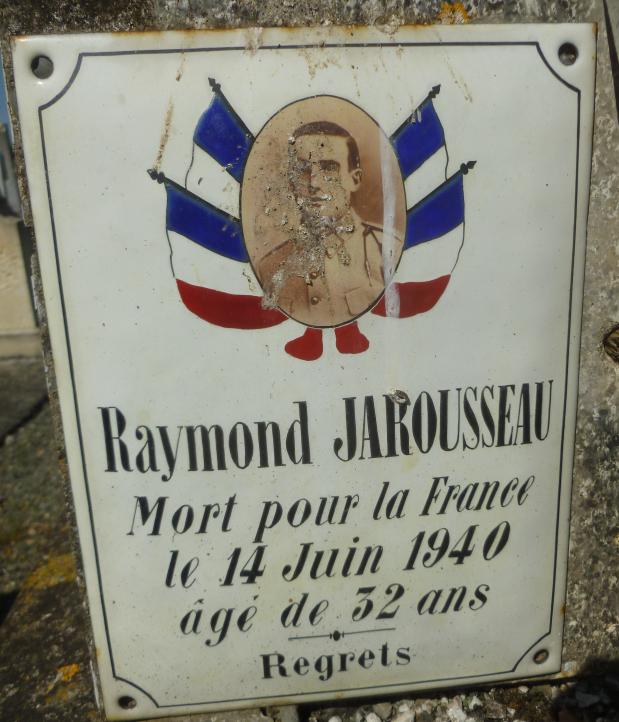 Raymond JAROUSSEAU
Mort pour la France
le 14 Juin 1940
âgé de 32 ans
Regrets